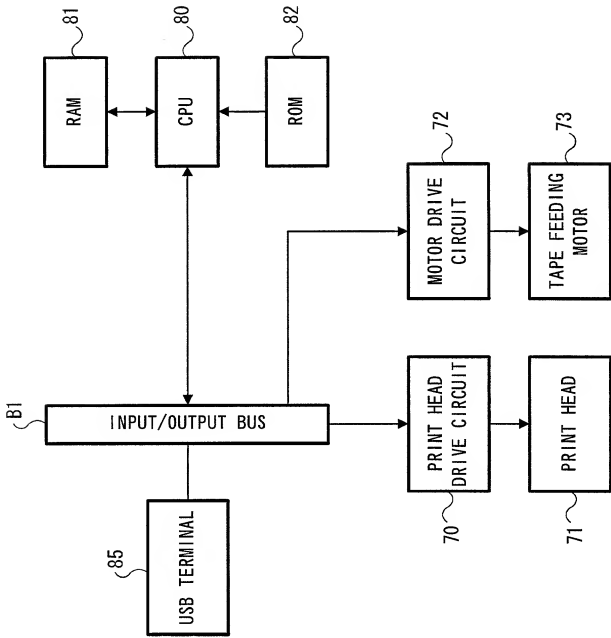 B1
81
RAM
80
CPU
82
ROM
INPUT/OUTPUT BUS
85
USB TERMINAL
72
MOTOR DRIVE
CIRCUIT
73
TAPE FEEDING
MOTOR
PRINT HEAD
DRIVE CIRCUIT
70
PRINT HEAD
71